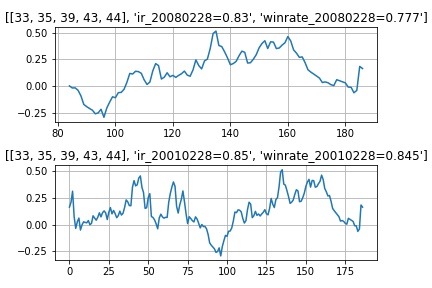 [[33, 35, 39, 43, 44], 'ir_20080228=0.83', 'winrate_20080228=0.777']
0.50
0.25
0.00
−0.25
80 100 120 140 160 180
[[33, 35, 39, 43, 44], 'ir_20010228=0.85', 'winrate_20010228=0.845']
0.50
0.25
0.00
−0.25
0 25 50 75 100 125 150 175